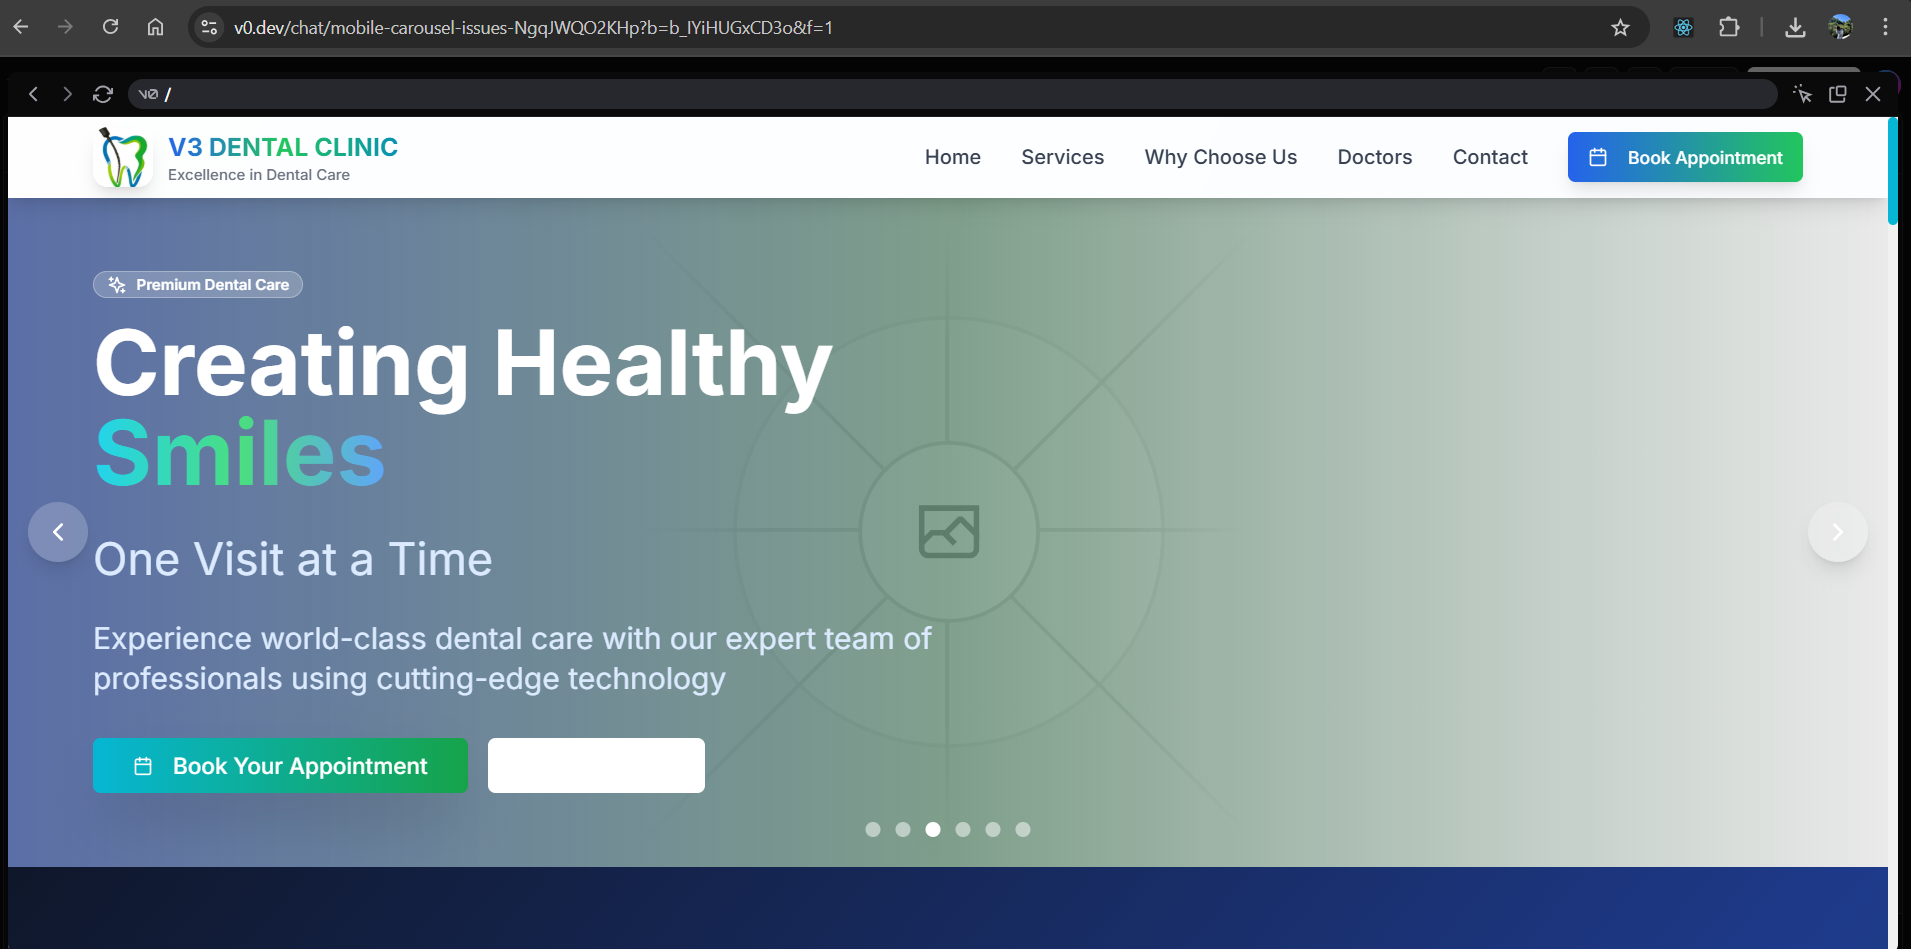 v0.dev/chat/mobile-carousel-issues-NgqJWQO2KHp?b=b_IYiHUGxCD3o&f=1
v0 /
V3 DENTAL CLINIC
Excellence in Dental Care
Home
Services
Why Choose Us
Doctors
Contact
Book Appointment
Premium Dental Care
Creating Healthy
Smiles
One Visit at a Time
Experience world-class dental care with our expert team of
professionals using cutting-edge technology
Book Your Appointment